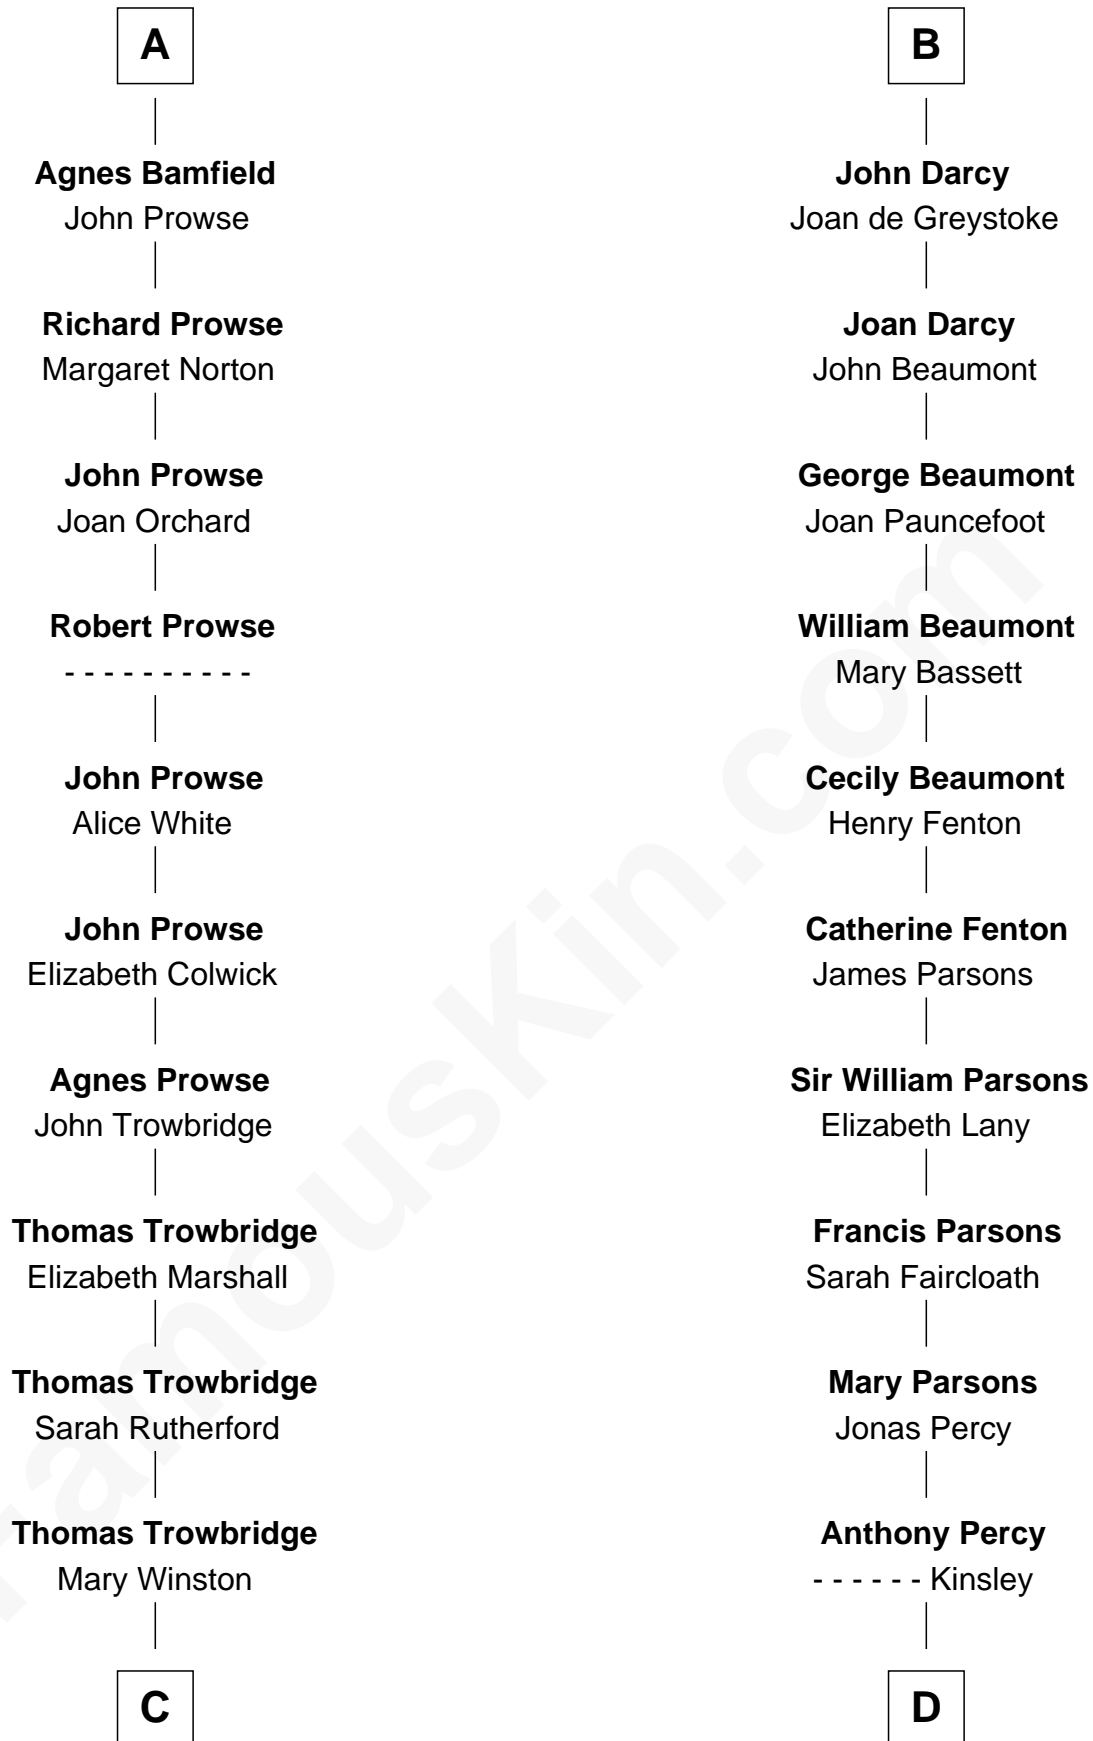 A
Agnes Bamfield
John Prowse
Richard Prowse
Margaret Norton
John Prowse
Joan Orchard
Robert Prowse
- - - - - - - - - -
John Prowse
Alice White
John Prowse
Elizabeth Colwick
Agnes Prowse
John Trowbridge
Thomas Trowbridge
Elizabeth Marshall
Thomas Trowbridge
Sarah Rutherford
Thomas Trowbridge
Mary Winston
C
B
John Darcy
Joan de Greystoke
Joan Darcy
John Beaumont
George Beaumont
Joan Pauncefoot
William Beaumont
Mary Bassett
Cecily Beaumont
Henry Fenton
Catherine Fenton
James Parsons
Sir William Parsons
Elizabeth Lany
Francis Parsons
Sarah Faircloath
Mary Parsons
Jonas Percy
Anthony Percy
- - - - - - Kinsley
D
FamousKin.com